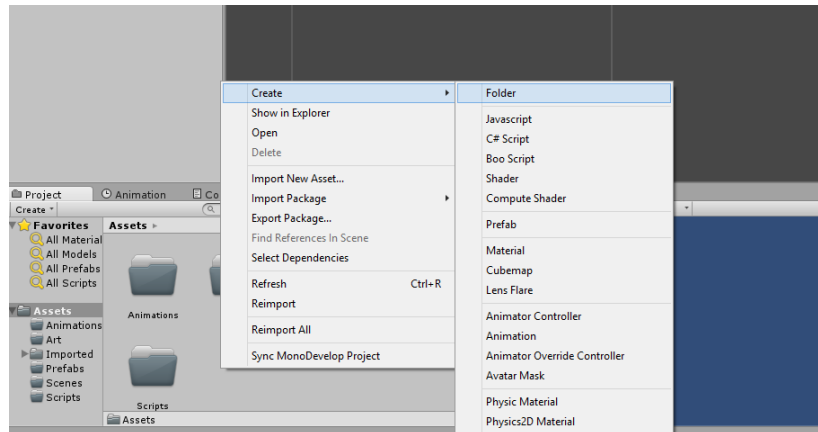 Create
Show in Explorer
Open
Delete
Import New Asset...
Import Package
Export Package...
Find References In Scene
Select Dependencies
Refresh Ctrl+R
Reimport
Reimport All
Sync MonoDevelop Project
Folder
Javascript
C# Script
Boo Script
Shader
Compute Shader
Prefab
Material
Cubemap
Lens Flare
Animator Controller
Animation
Animator Override Controller
Avatar Mask
Physic Material
Physics2D Material
Project Animation Co
Create
Favorites
All Material
All Models
All Prefabs
All Scripts
Assets
Animations
Art
Imported
Prefabs
Scenes
Scripts
Assets
Animations
Scripts
Assets